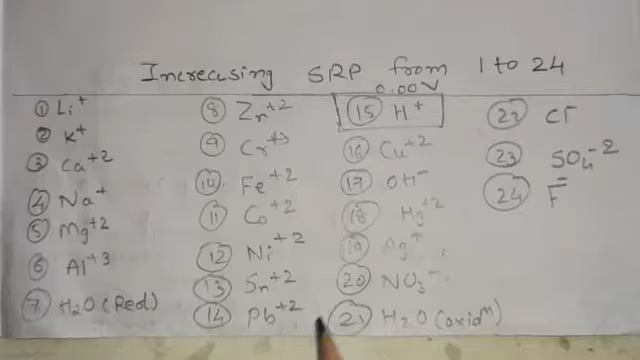 Increasing SRP from 1 to 24
0.00V
① Li+
② K+
③ Ca+2
④ Na+
⑤ Mg+2
⑥ Al+3
⑦ H2O (Red)
⑧ Zn+2
⑨ Cr+3
⑩ Fe+2
⑪ Co+2
⑫ Ni+2
⑬ Sn+2
⑭ Pb+2
⑮ H+
⑯ Cu+2
⑰ OH-
⑱ Hg+2
⑲ Ag+
⑳ NO3-
㉑ H2O (oxidn)
㉒ Cl-
㉓ SO4-2
㉔ F-